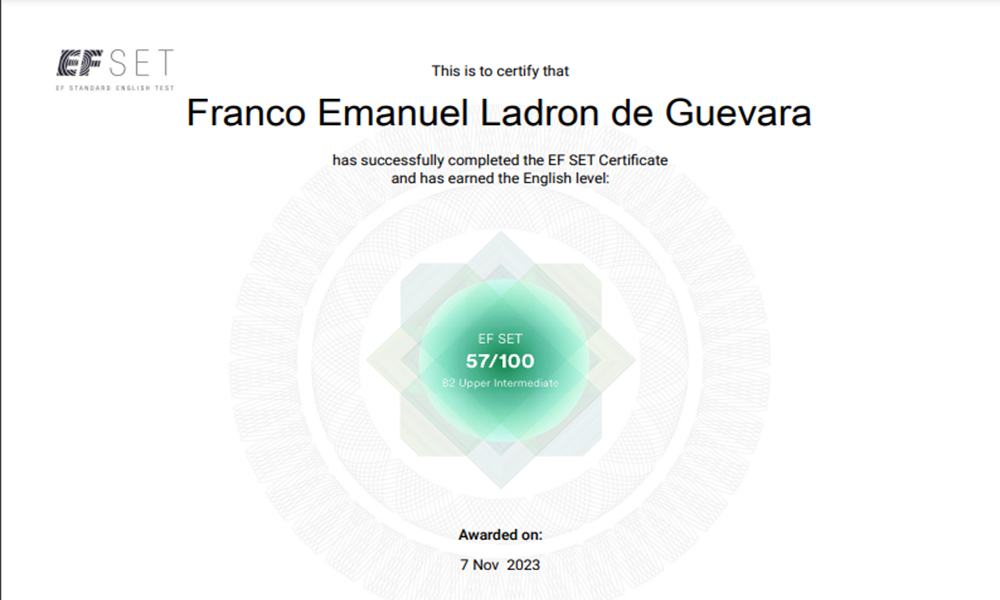 EF SET
EF STANDARD ENGLISH TEST
This is to certify that
Franco Emanuel Ladron de Guevara
has successfully completed the EF SET Certificate
and has earned the English level:
EF SET
57/100
B2 Upper Intermediate
Awarded on:
7 Nov 2023